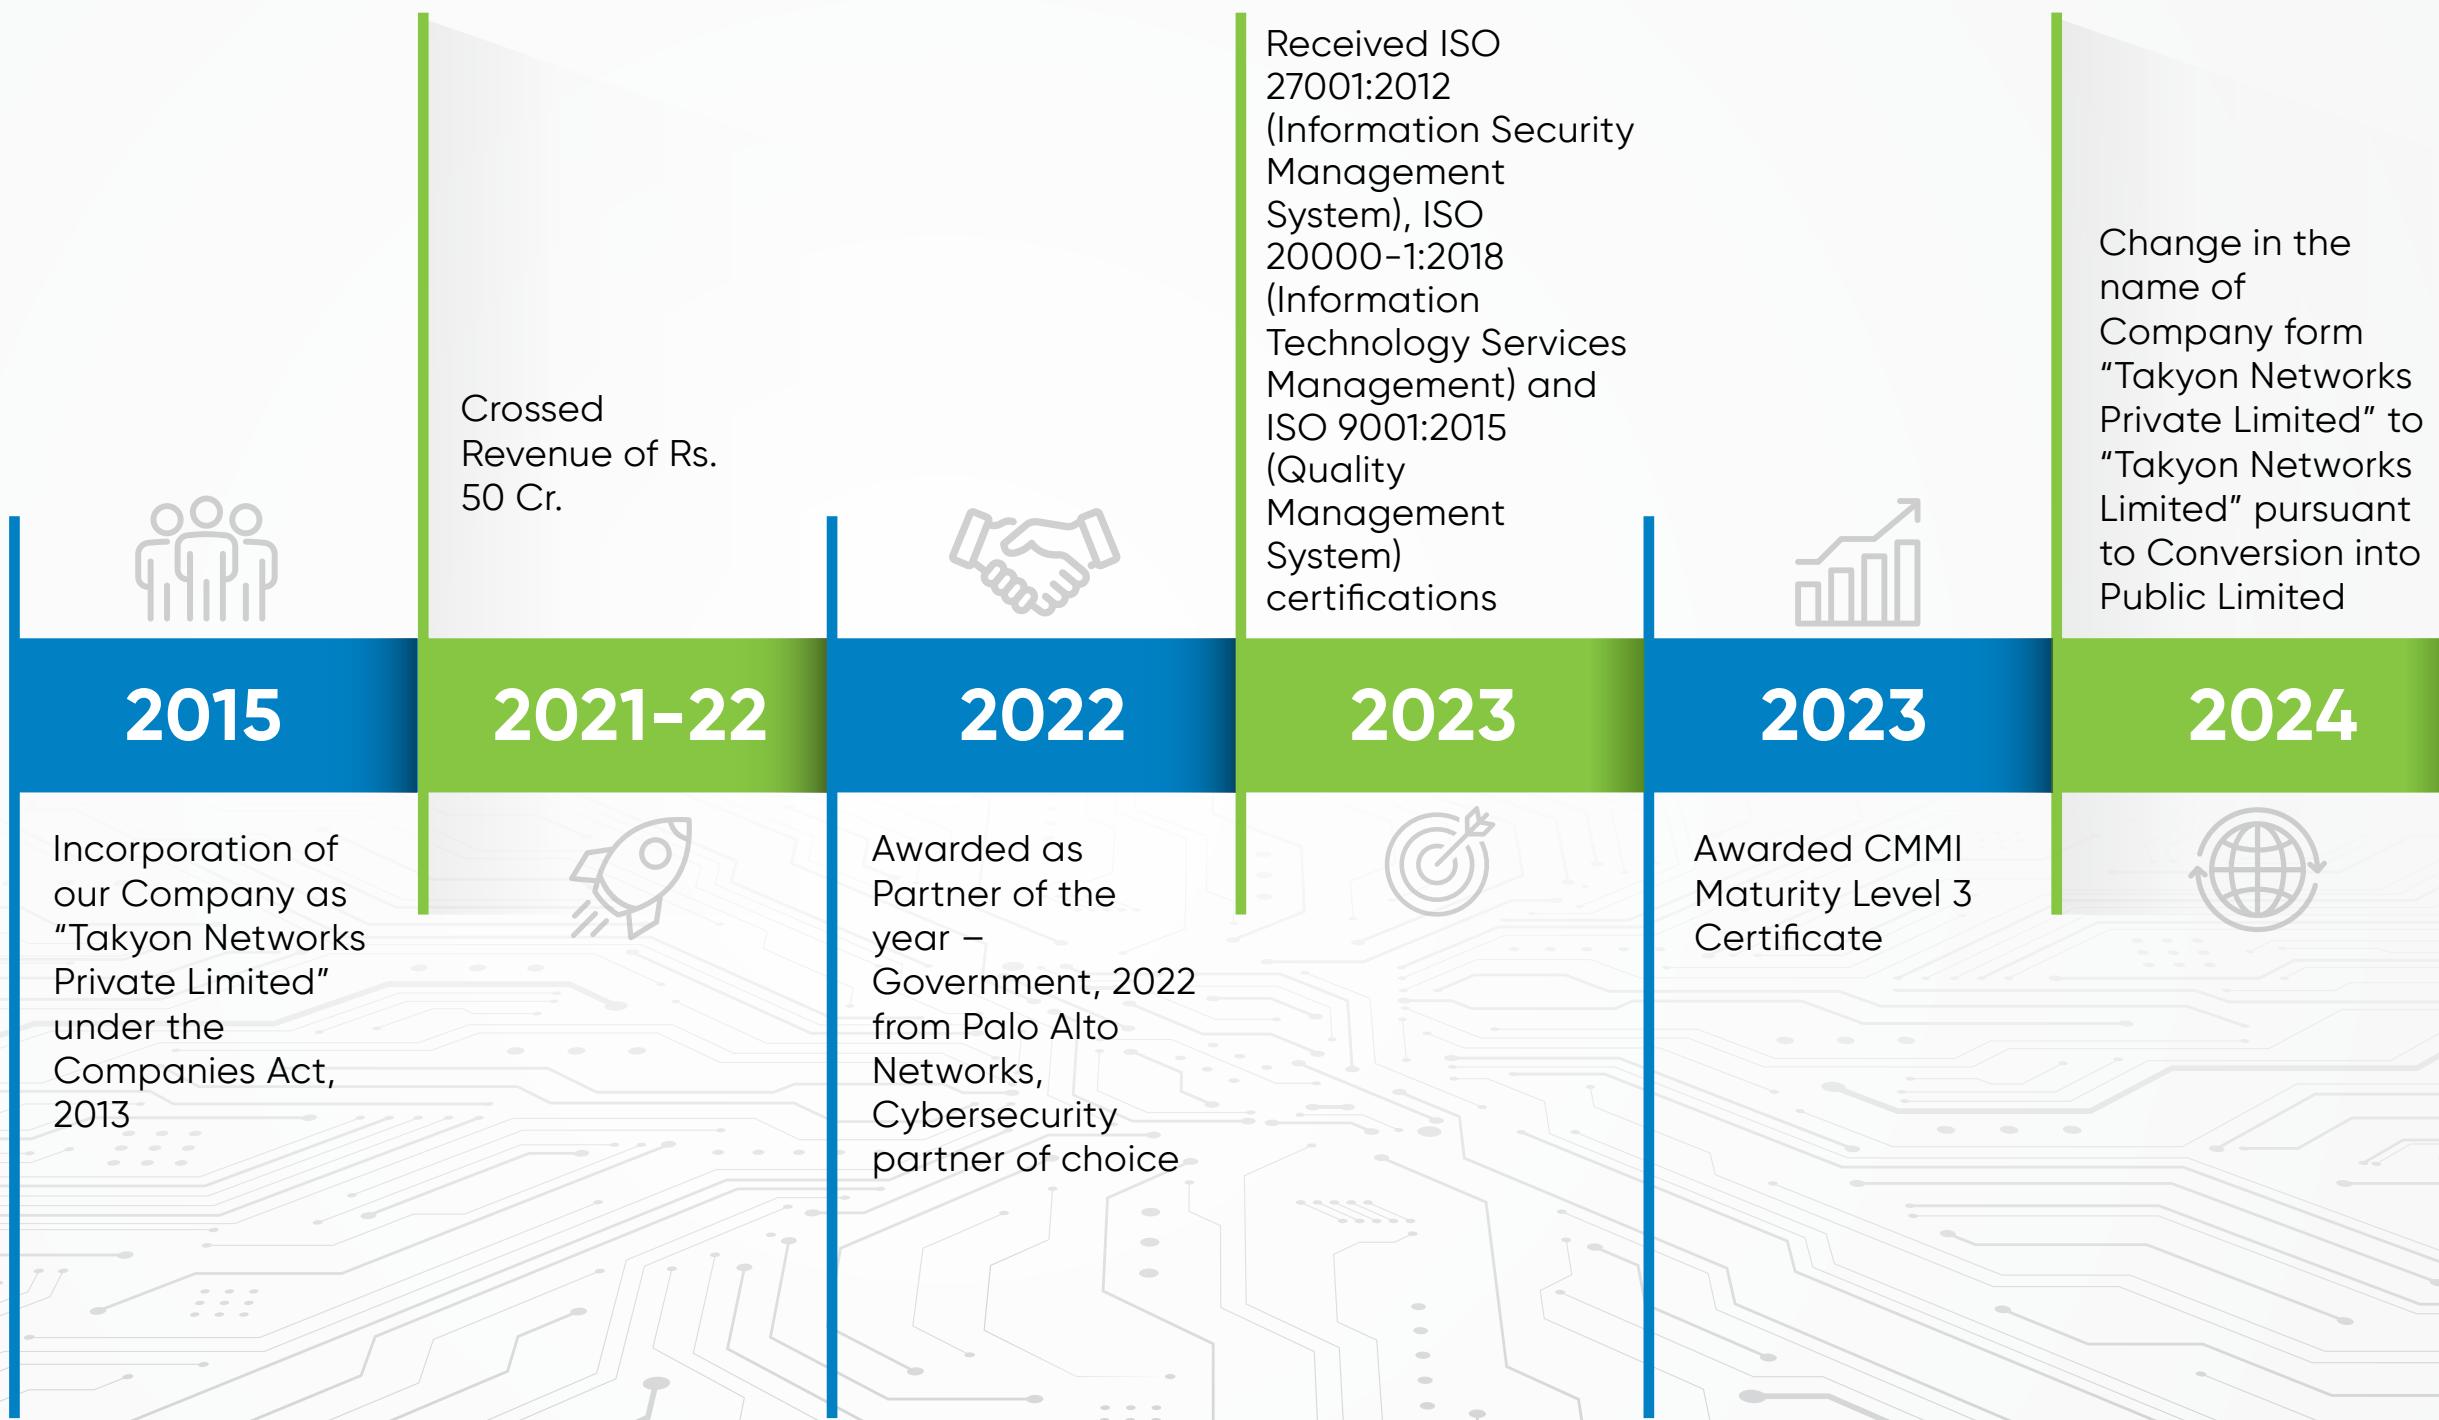 2015
Incorporation of
our Company as
“Takyon Networks
Private Limited”
under the
Companies Act,
2013
Crossed
Revenue of Rs.
50 Cr.
2021-22
2022
Awarded as
Partner of the
year –
Government, 2022
from Palo Alto
Networks,
Cybersecurity
partner of choice
Received ISO
27001:2012
(Information Security
Management
System), ISO
20000-1:2018
(Information
Technology Services
Management) and
ISO 9001:2015
(Quality
Management
System)
certifications
2023
2023
Awarded CMMI
Maturity Level 3
Certificate
Change in the
name of
Company form
“Takyon Networks
Private Limited” to
“Takyon Networks
Limited” pursuant
to Conversion into
Public Limited
2024